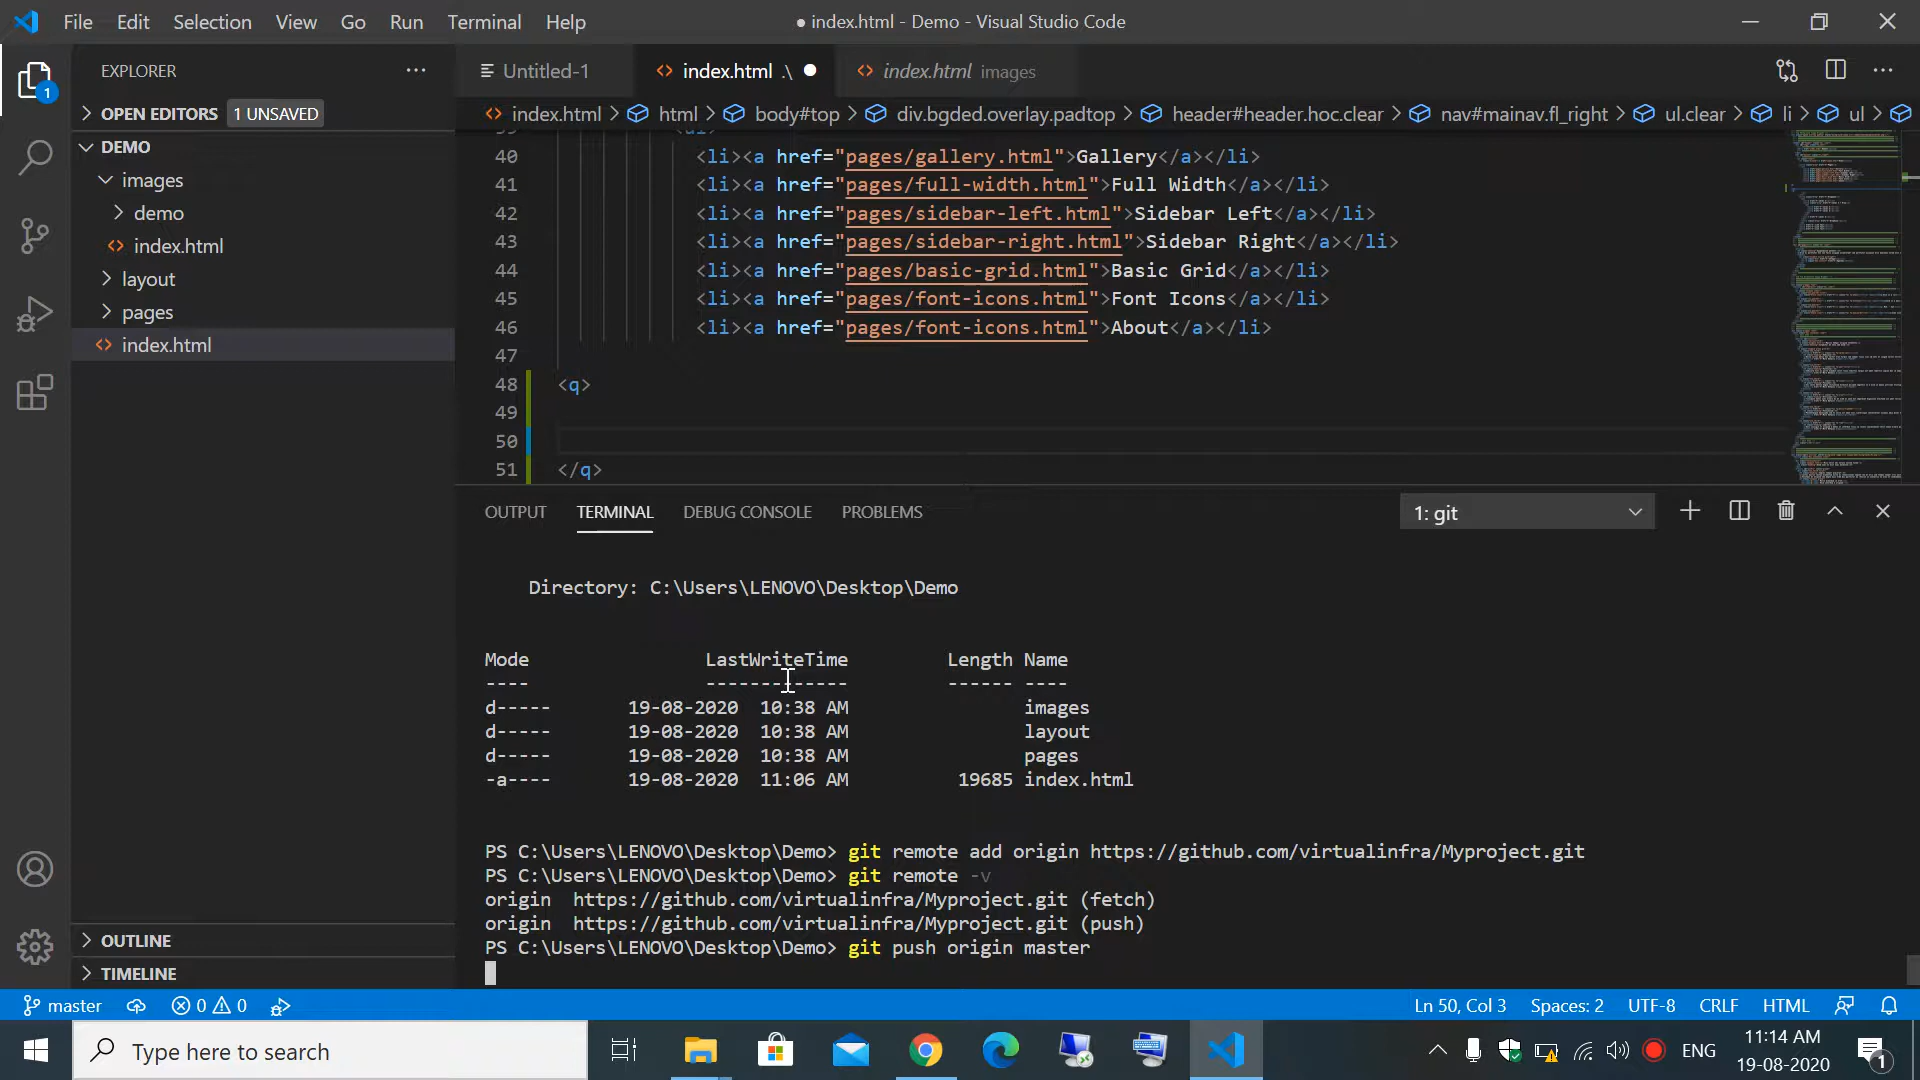 File Edit Selection View Go Run Terminal Help
● index.html - Demo - Visual Studio Code
EXPLORER
OPEN EDITORS 1 UNSAVED
DEMO
images
demo
index.html
layout
pages
index.html
OUTLINE
TIMELINE
1
Untitled-1
index.html .\
index.html images
index.html > html > body#top > div.bgded.overlay.padtop > header#header.hoc.clear > nav#mainav.fl_right > ul.clear > li > ul >
40 <li><a href="pages/gallery.html">Gallery</a></li>
41 <li><a href="pages/full-width.html">Full Width</a></li>
42 <li><a href="pages/sidebar-left.html">Sidebar Left</a></li>
43 <li><a href="pages/sidebar-right.html">Sidebar Right</a></li>
44 <li><a href="pages/basic-grid.html">Basic Grid</a></li>
45 <li><a href="pages/font-icons.html">Font Icons</a></li>
46 <li><a href="pages/font-icons.html">About</a></li>
47
48 <q>
49
50
51 </q>
OUTPUT TERMINAL DEBUG CONSOLE PROBLEMS
1: git
Directory: C:\Users\LENOVO\Desktop\Demo
Mode LastWriteTime Length Name
---- ------------- ------ ----
d----- 19-08-2020 10:38 AM images
d----- 19-08-2020 10:38 AM layout
d----- 19-08-2020 10:38 AM pages
-a---- 19-08-2020 11:06 AM 19685 index.html
PS C:\Users\LENOVO\Desktop\Demo> git remote add origin https://github.com/virtualinfra/Myproject.git
PS C:\Users\LENOVO\Desktop\Demo> git remote -v
origin https://github.com/virtualinfra/Myproject.git (fetch)
origin https://github.com/virtualinfra/Myproject.git (push)
PS C:\Users\LENOVO\Desktop\Demo> git push origin master
master 0 0
Ln 50, Col 3 Spaces: 2 UTF-8 CRLF HTML
Type here to search
ENG
11:14 AM
19-08-2020
1